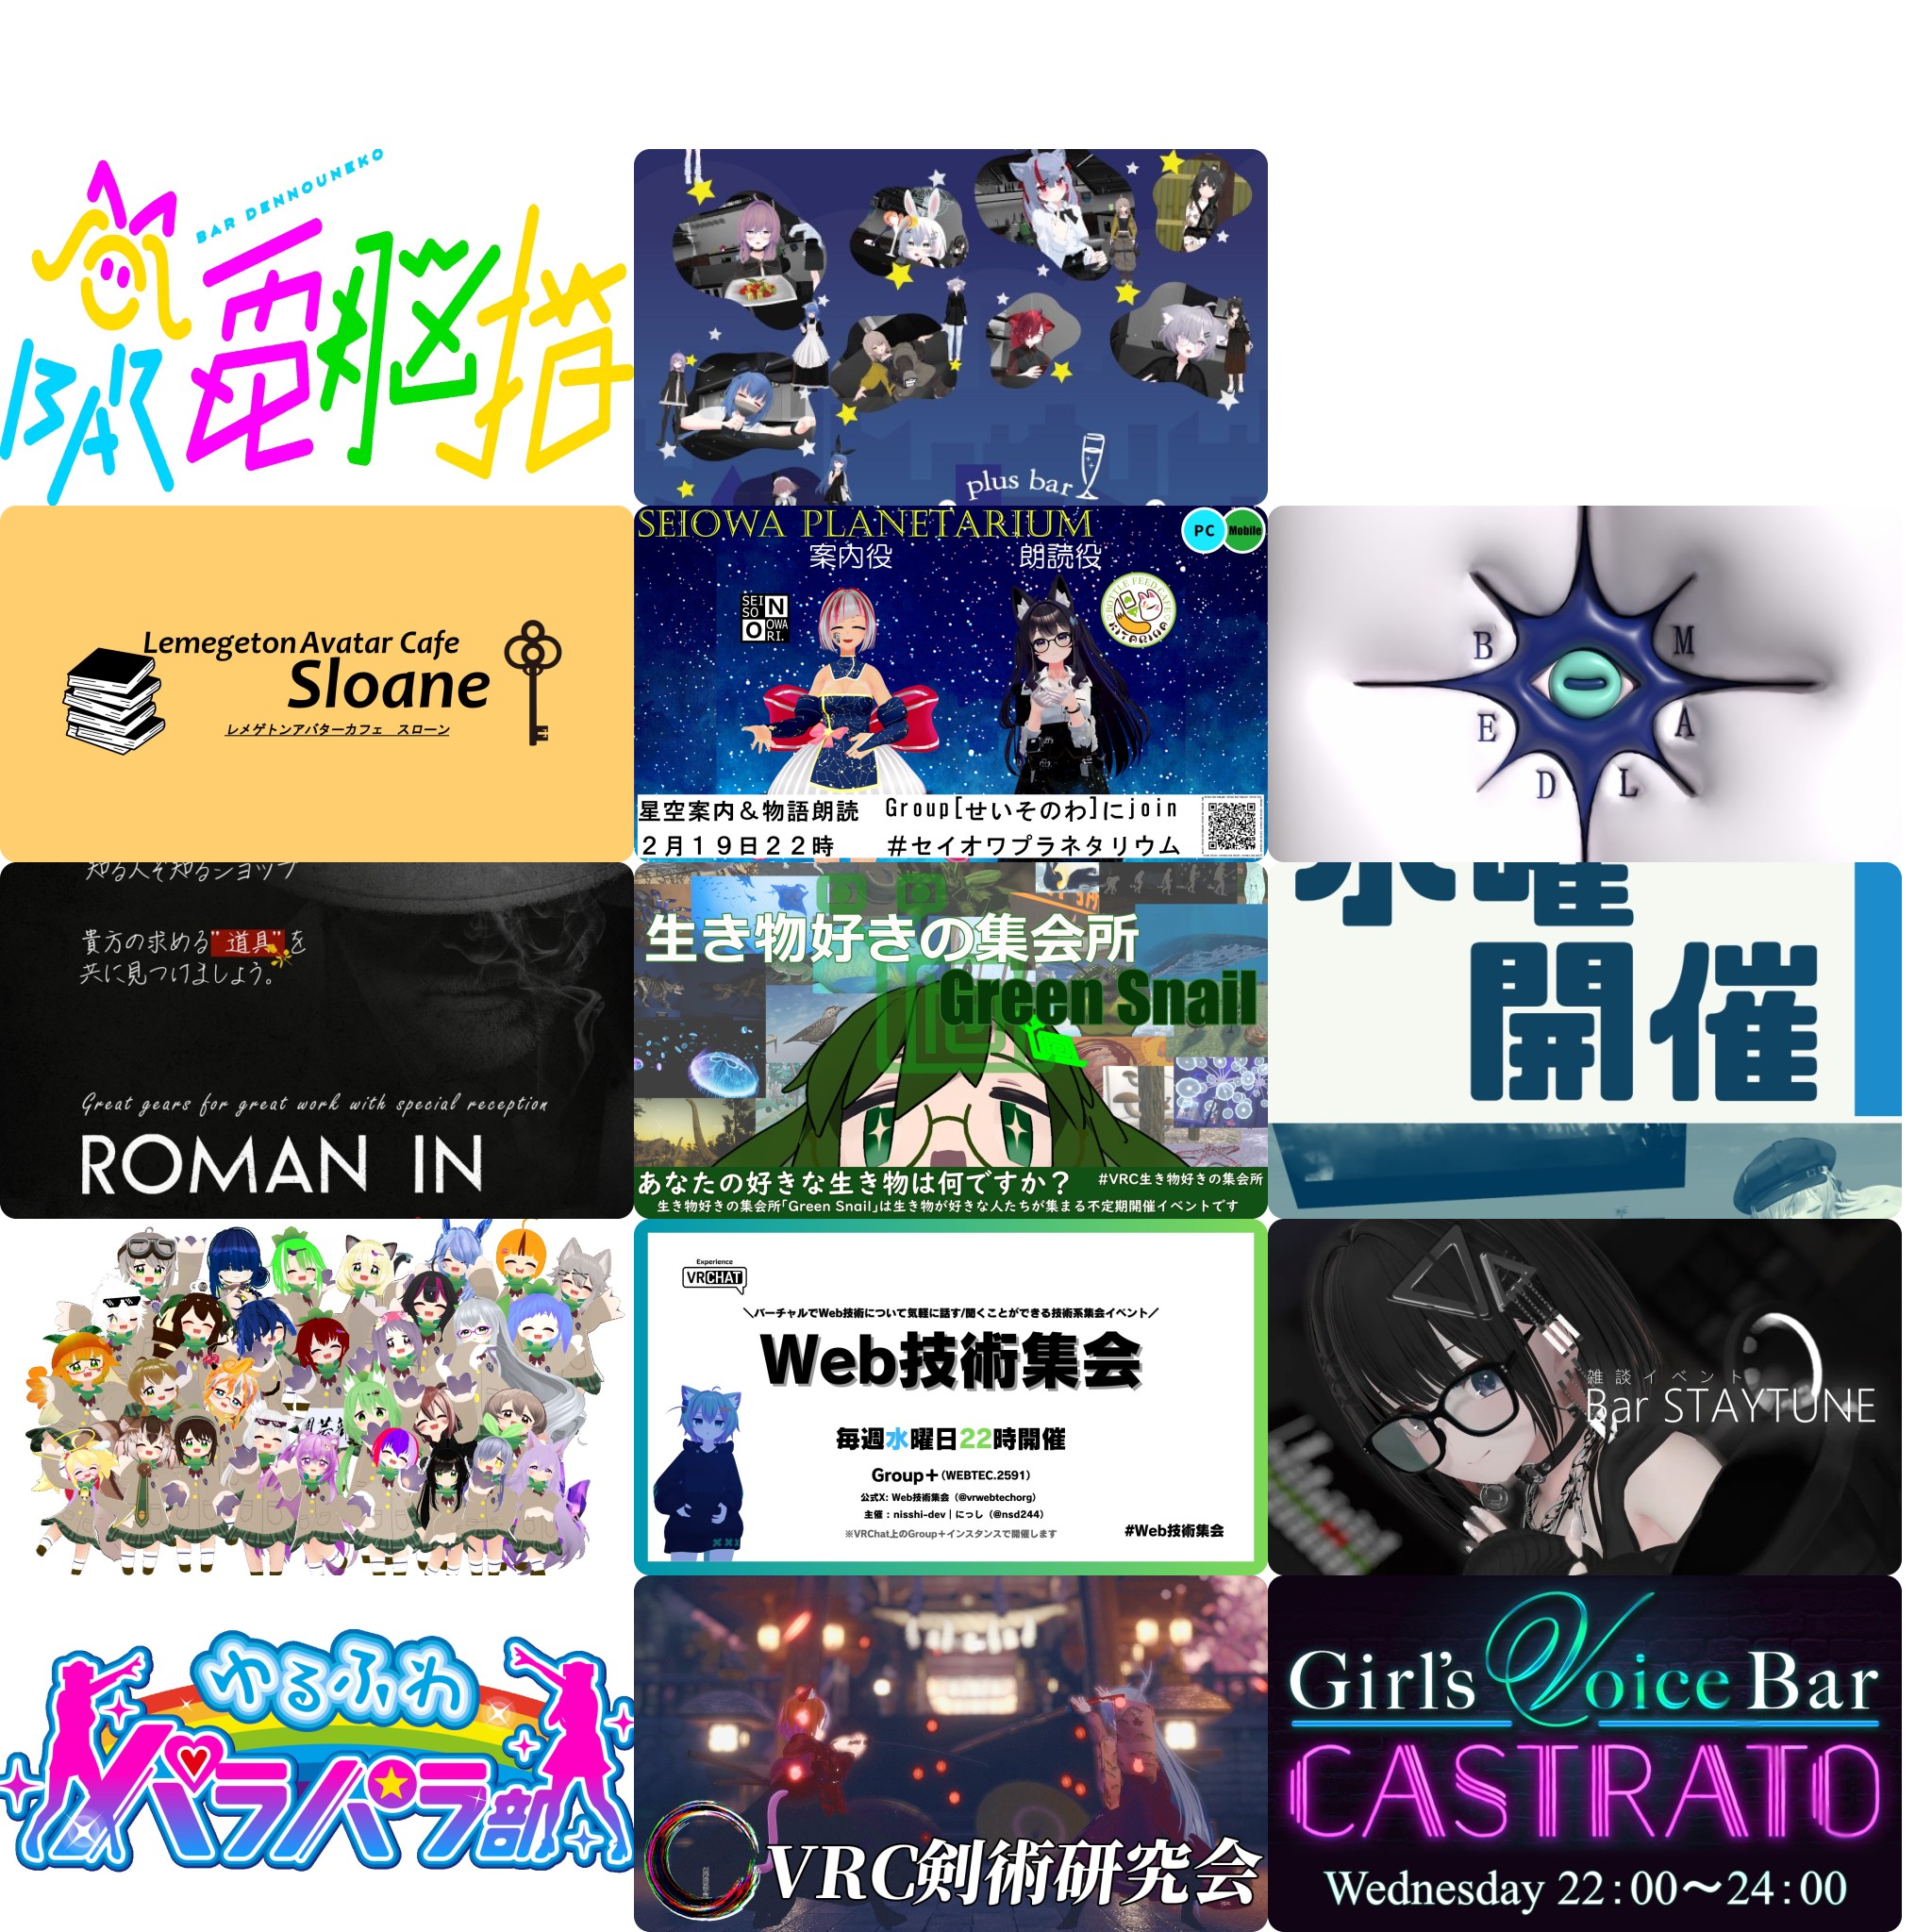 BAR DENNOUNEKO
BAR 電脳猫
plus bar
Lemegeton Avatar Cafe
Sloane
レメゲトンアバターカフェ　スローン
SEIOWA PLANETARIUM
PC
Mobile
案内役
朗読役
SEI
SO
N
O
OWA
RI.
BOTTLE FEED CAFE
KITARINA
星空案内＆物語朗読
Group[せいそのわ]にjoin
２月１９日２２時
＃セイオワプラネタリウム
B
M
E
A
D
L
知る人ぞ知るショップ
貴方の求める"道具"を
共に見つけましょう。
Great gears for great work with special reception
ROMAN IN
生き物好きの集会所
Green Snail
あなたの好きな生き物は何ですか？
#VRC生き物好きの集会所
生き物好きの集会所「Green Snail」は生き物が好きな人たちが集まる不定期開催イベントです
水曜
開催
Experience
VRCHAT
＼バーチャルでWeb技術について気軽に話す/聞くことができる技術系集会イベント／
Web技術集会
毎週水曜日22時開催
Group＋(WEBTEC.2591)
公式X: Web技術集会（@vrwebtechorg）
主催：nisshi-dev｜にっし（@nsd244）
※VRChat上のGroup＋インスタンスで開催します
#Web技術集会
雑談イベント
Bar STAYTUNE
ゆるふわ
パラパラ部
VRC剣術研究会
Girl's Voice Bar
CASTRATO
Wednesday 22：00～24：00